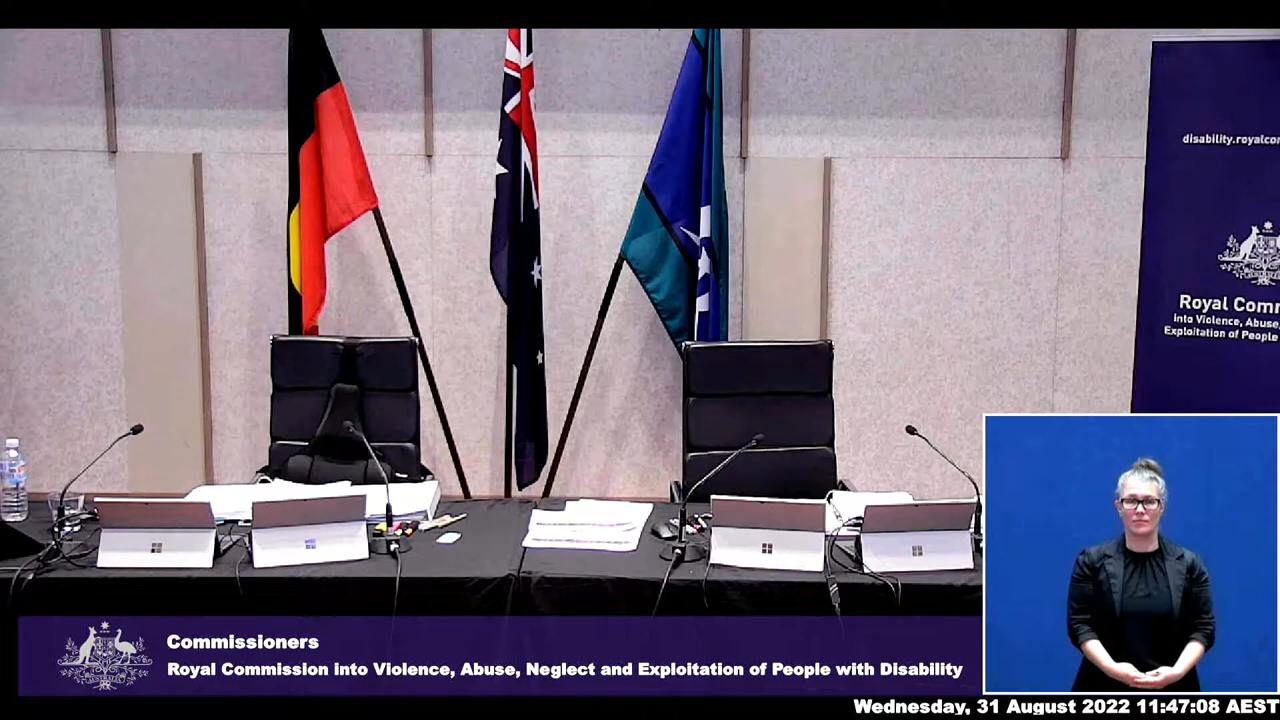 disability.royalco
Royal Comm
into Violence, Abuse,
Exploitation of People
Commissioners
Royal Commission into Violence, Abuse, Neglect and Exploitation of People with Disability
Wednesday, 31 August 2022 11:47:08 AEST